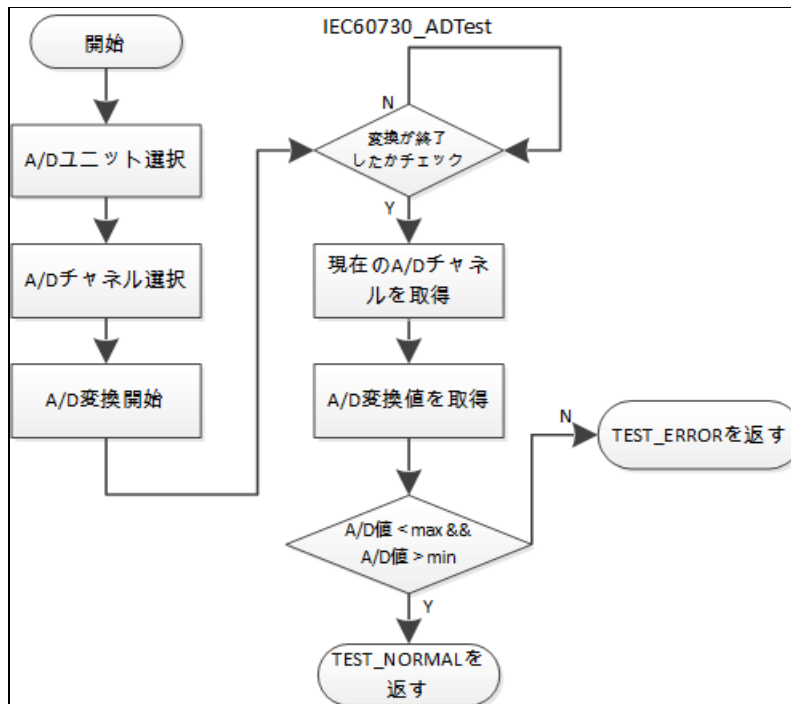 IEC60730_ADTest
開始
A/Dユニット選択
A/Dチャネル選択
A/D変換開始
N
変換が終了
したかチェック
Y
現在のA/Dチャネ
ルを取得
A/D変換値を取得
A/D値 < max &&
A/D値 > min
N
TEST_ERRORを返す
Y
TEST_NORMALを
返す